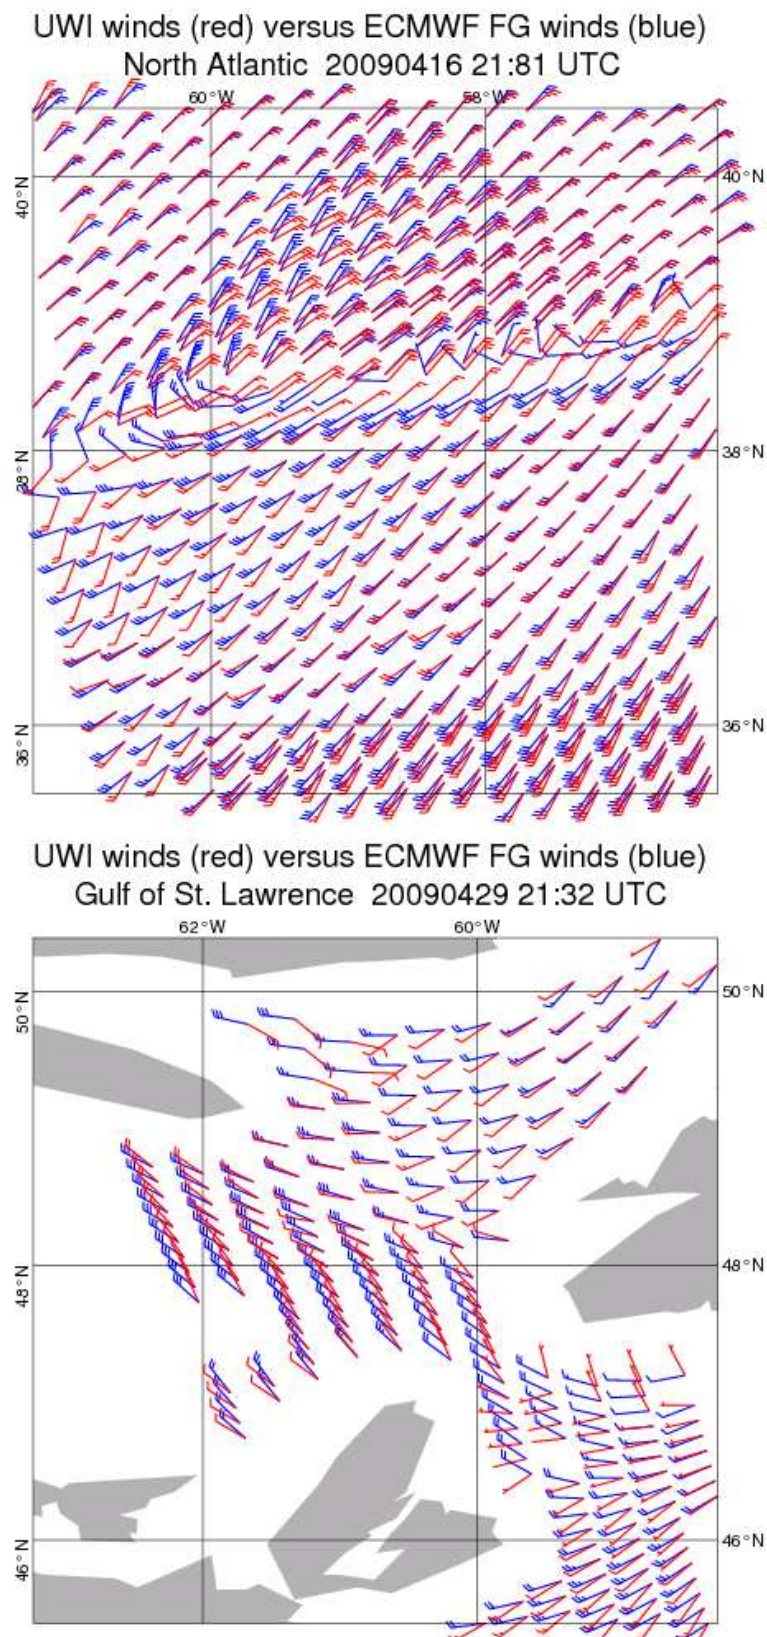 UWI winds (red) versus ECMWF FG winds (blue)
North Atlantic 20090416 21:81 UTC
60°W 58°W
40°N 40°N
38°N 38°N
36°N 36°N
UWI winds (red) versus ECMWF FG winds (blue)
Gulf of St. Lawrence 20090429 21:32 UTC
62°W 60°W
50°N 50°N
48°N 48°N
46°N 46°N